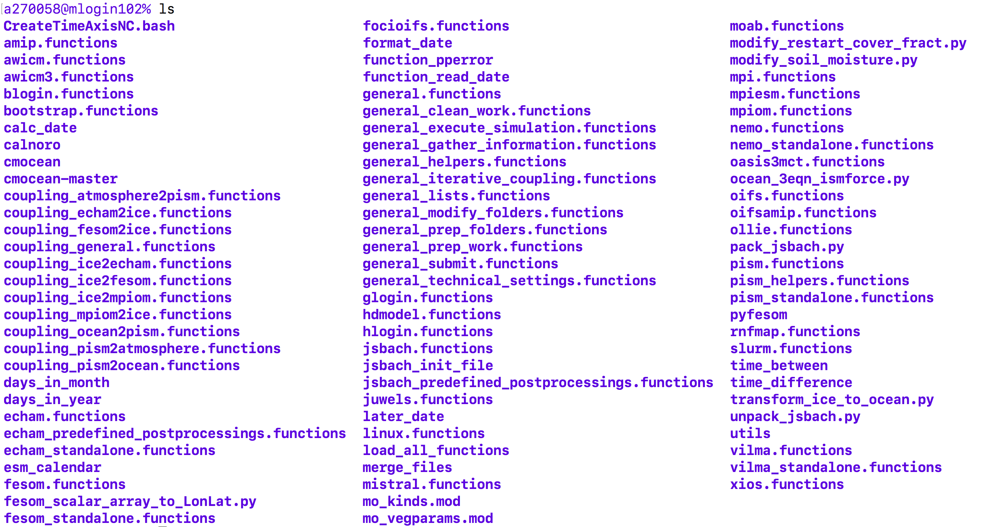 a270058@mlogin102% ls
CreateTimeAxisNC.bash focioifs.functions moab.functions
amip.functions format_date modify_restart_cover_fract.py
awicm.functions function_pperror modify_soil_moisture.py
awicm3.functions function_read_date mpi.functions
blogin.functions general.functions mpiesm.functions
bootstrap.functions general_clean_work.functions mpiom.functions
calc_date general_execute_simulation.functions nemo.functions
calnoro general_gather_information.functions nemo_standalone.functions
cmocean general_helpers.functions oasis3mct.functions
cmocean-master general_iterative_coupling.functions ocean_3eqn_ismforce.py
coupling_atmosphere2pism.functions general_lists.functions oifs.functions
coupling_echam2ice.functions general_modify_folders.functions oifsamip.functions
coupling_fesom2ice.functions general_prep_folders.functions ollie.functions
coupling_general.functions general_prep_work.functions pack_jsbach.py
coupling_ice2echam.functions general_submit.functions pism.functions
coupling_ice2fesom.functions general_technical_settings.functions pism_helpers.functions
coupling_ice2mpiom.functions glogin.functions pism_standalone.functions
coupling_mpiom2ice.functions hdmodel.functions pyfesom
coupling_ocean2pism.functions hlogin.functions rnfmap.functions
coupling_pism2atmosphere.functions jsbach.functions slurm.functions
coupling_pism2ocean.functions jsbach_init_file time_between
days_in_month jsbach_predefined_postprocessings.functions time_difference
days_in_year juwels.functions transform_ice_to_ocean.py
echam.functions later_date unpack_jsbach.py
echam_predefined_postprocessings.functions linux.functions utils
echam_standalone.functions load_all_functions vilma.functions
esm_calendar merge_files vilma_standalone.functions
fesom.functions mistral.functions xios.functions
fesom_scalar_array_to_LonLat.py mo_kinds.mod
fesom_standalone.functions mo_vegparams.mod